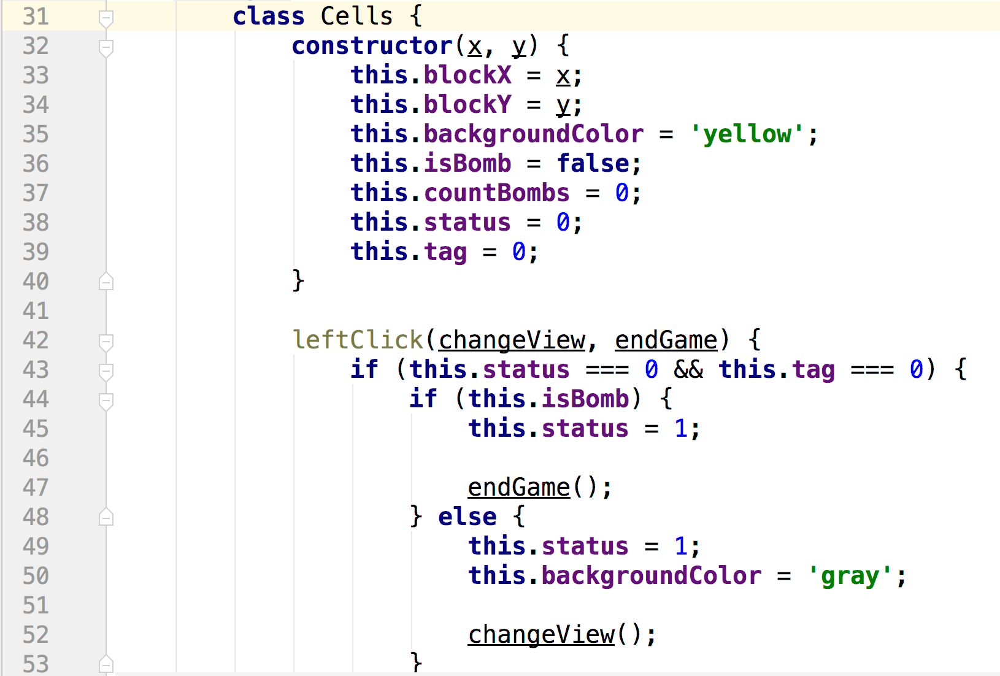 31 class Cells {
32 constructor(x, y) {
33 this.blockX = x;
34 this.blockY = y;
35 this.backgroundColor = 'yellow';
36 this.isBomb = false;
37 this.countBombs = 0;
38 this.status = 0;
39 this.tag = 0;
40 }
41
42 leftClick(changeView, endGame) {
43 if (this.status === 0 && this.tag === 0) {
44 if (this.isBomb) {
45 this.status = 1;
46
47 endGame();
48 } else {
49 this.status = 1;
50 this.backgroundColor = 'gray';
51
52 changeView();
53 }